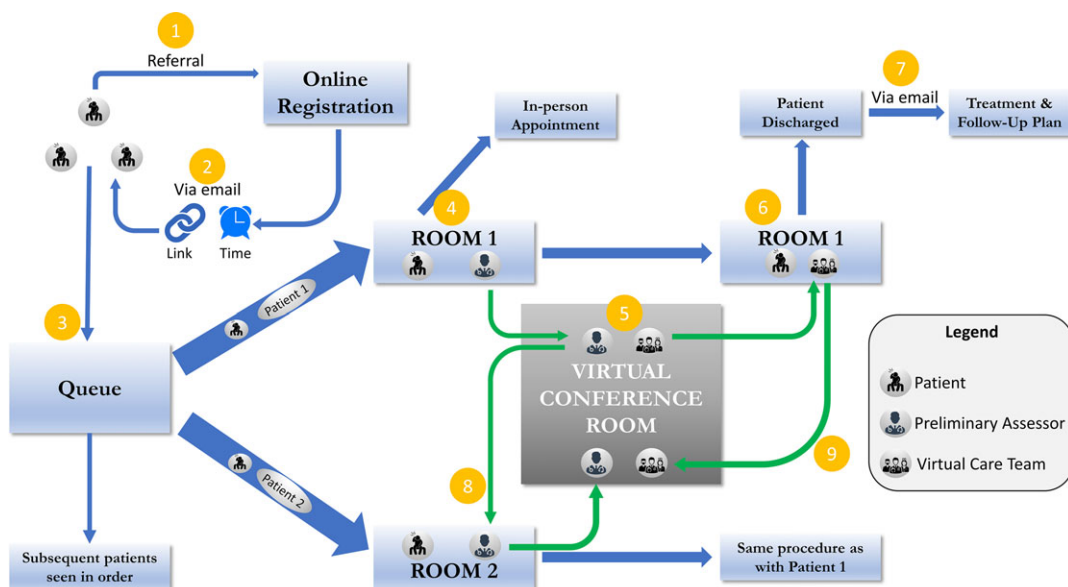 1
Referral
Online
Registration
2
Via email
Link
Time
3
Queue
Patient 1
Patient 2
Subsequent patients
seen in order
In-person
Appointment
4
ROOM 1
5
VIRTUAL
CONFERENCE
ROOM
6
ROOM 1
Patient
Discharged
7
Via email
Treatment &
Follow-Up Plan
8
ROOM 2
9
Same procedure as
with Patient 1
Legend
Patient
Preliminary Assessor
Virtual Care Team